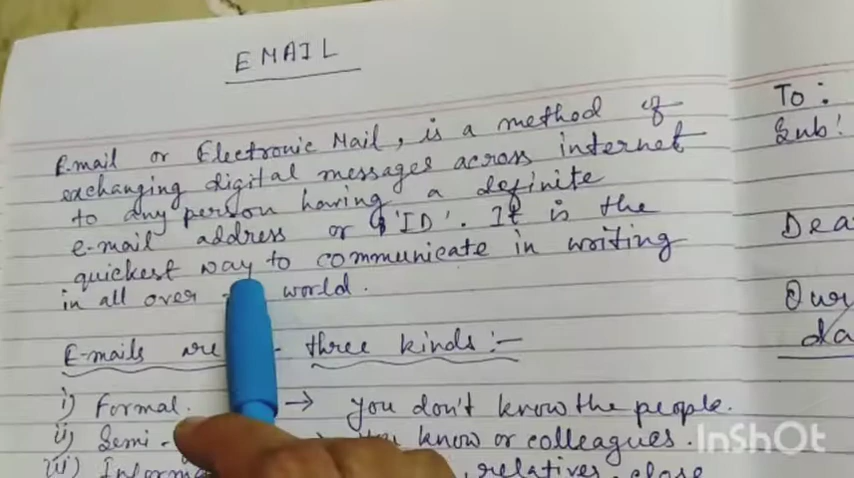 EMAIL
E-mail or Electronic Mail, is a method of
exchanging digital messages across internet
to any person having a definite
e-mail address or 'ID'. It is the
quickest way to communicate in writing
in all over world.
E-mails are three kinds :-
i) Formal. → you don't know the people.
ii) Semi - know or colleagues.
iii) relatives, close
To :
Sub:
InShOt